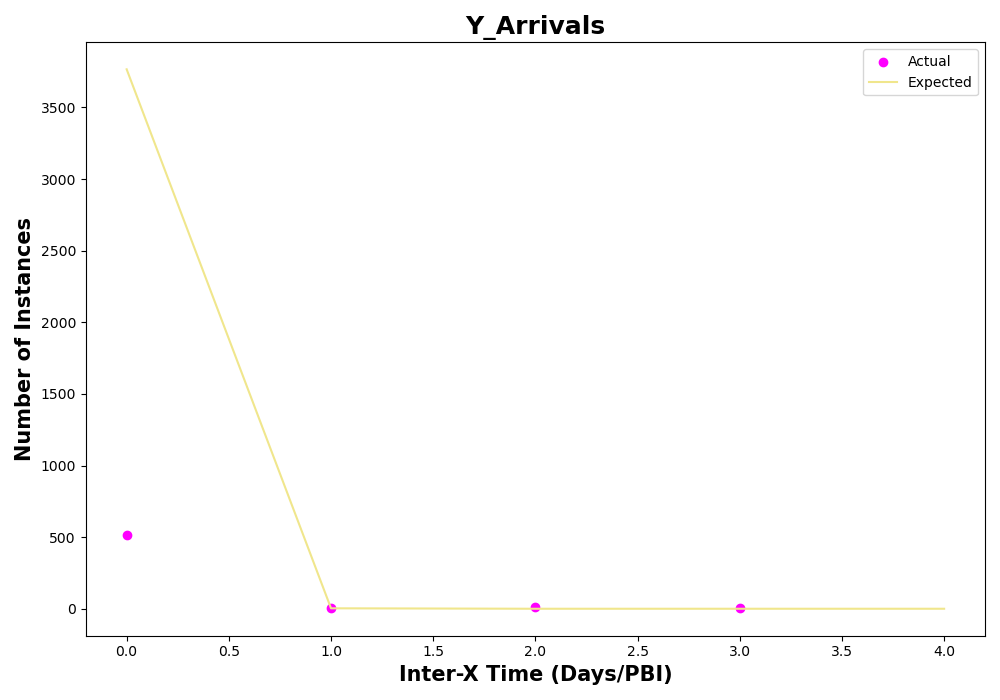 Y_Arrivals
Actual
Expected
Number of Instances
3500
3000
2500
2000
1500
1000
500
0
0.0 0.5 1.0 1.5 2.0 2.5 3.0 3.5 4.0
Inter-X Time (Days/PBI)